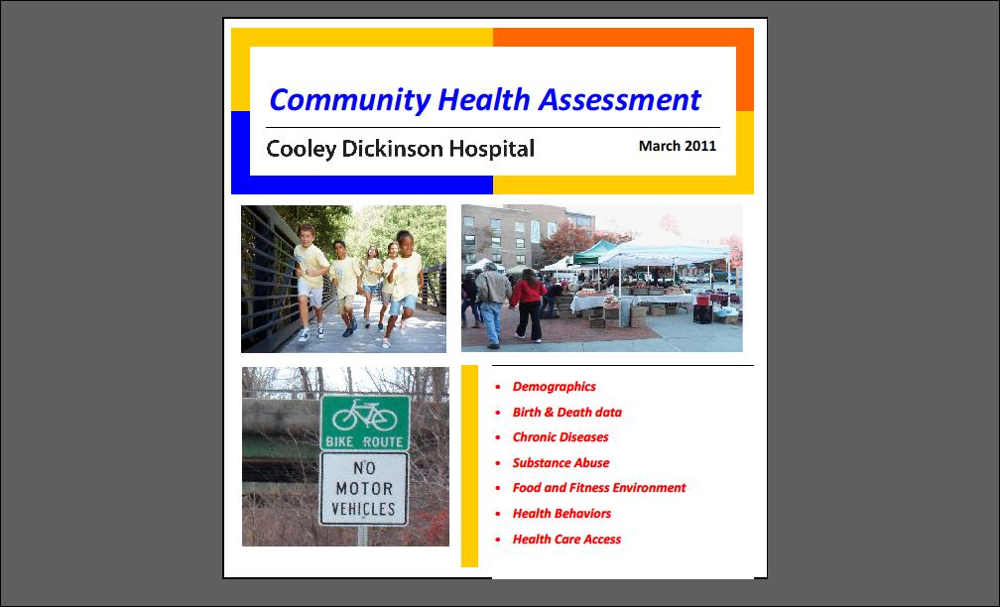 Community Health Assessment
Cooley Dickinson Hospital
March 2011
BIKE ROUTE
NO
MOTOR
VEHICLES
• Demographics
• Birth & Death data
• Chronic Diseases
• Substance Abuse
• Food and Fitness Environment
• Health Behaviors
• Health Care Access